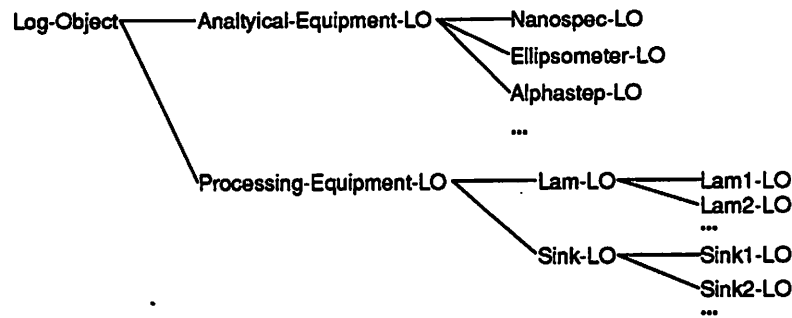 Log-Object Analtyical-Equipment-LO Nanospec-LO
Ellipsometer-LO
Alphastep-LO
...
Processing-Equipment-LO Lam-LO Lam1-LO
Lam2-LO
...
Sink-LO Sink1-LO
Sink2-LO
...